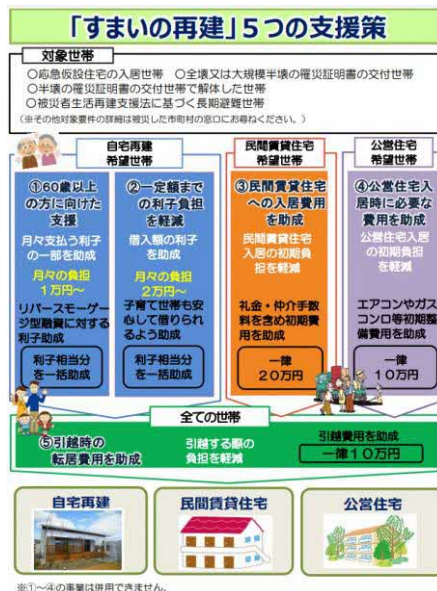 「すまいの再建」5つの支援策
対象世帯
○応急仮設住宅の入居世帯 ○全壊又は大規模半壊の罹災証明書の交付世帯
○半壊の罹災証明書の交付世帯で解体した世帯
○被災者生活再建支援法に基づく長期避難世帯
(※その他対象要件の詳細は被災した市町村の窓口にお尋ねください。)
自宅再建
希望世帯
①60歳以上
の方に向けた
支援
月々支払う利子
の一部を助成
月々の負担
1万円~
リバースモーゲー
ジ型融資に対する
利子助成
利子相当分
を一括助成
②一定額まで
の利子負担
を軽減
借入額の利子
を助成
月々の負担
2万円~
子育て世帯も安
心して借りられ
るよう助成
利子相当分
を一括助成
民間賃貸住宅
希望世帯
③民間賃貸住宅
への入居費用
を助成
民間賃貸住宅
入居の初期負
担を軽減
礼金・仲介手数
料を含め初期費
用を助成
一律
20万円
公営住宅
希望世帯
④公営住宅入
居時に必要な
費用を助成
公営住宅入居
の初期負担
を軽減
エアコンやガス
コンロ等初期整
備費用を助成
一律
10万円
全ての世帯
⑤引越時の
転居費用を助成
引越する際の
負担を軽減
引越費用を助成
一律10万円
自宅再建
民間賃貸住宅
公営住宅
※①~④の事業は併用できません。